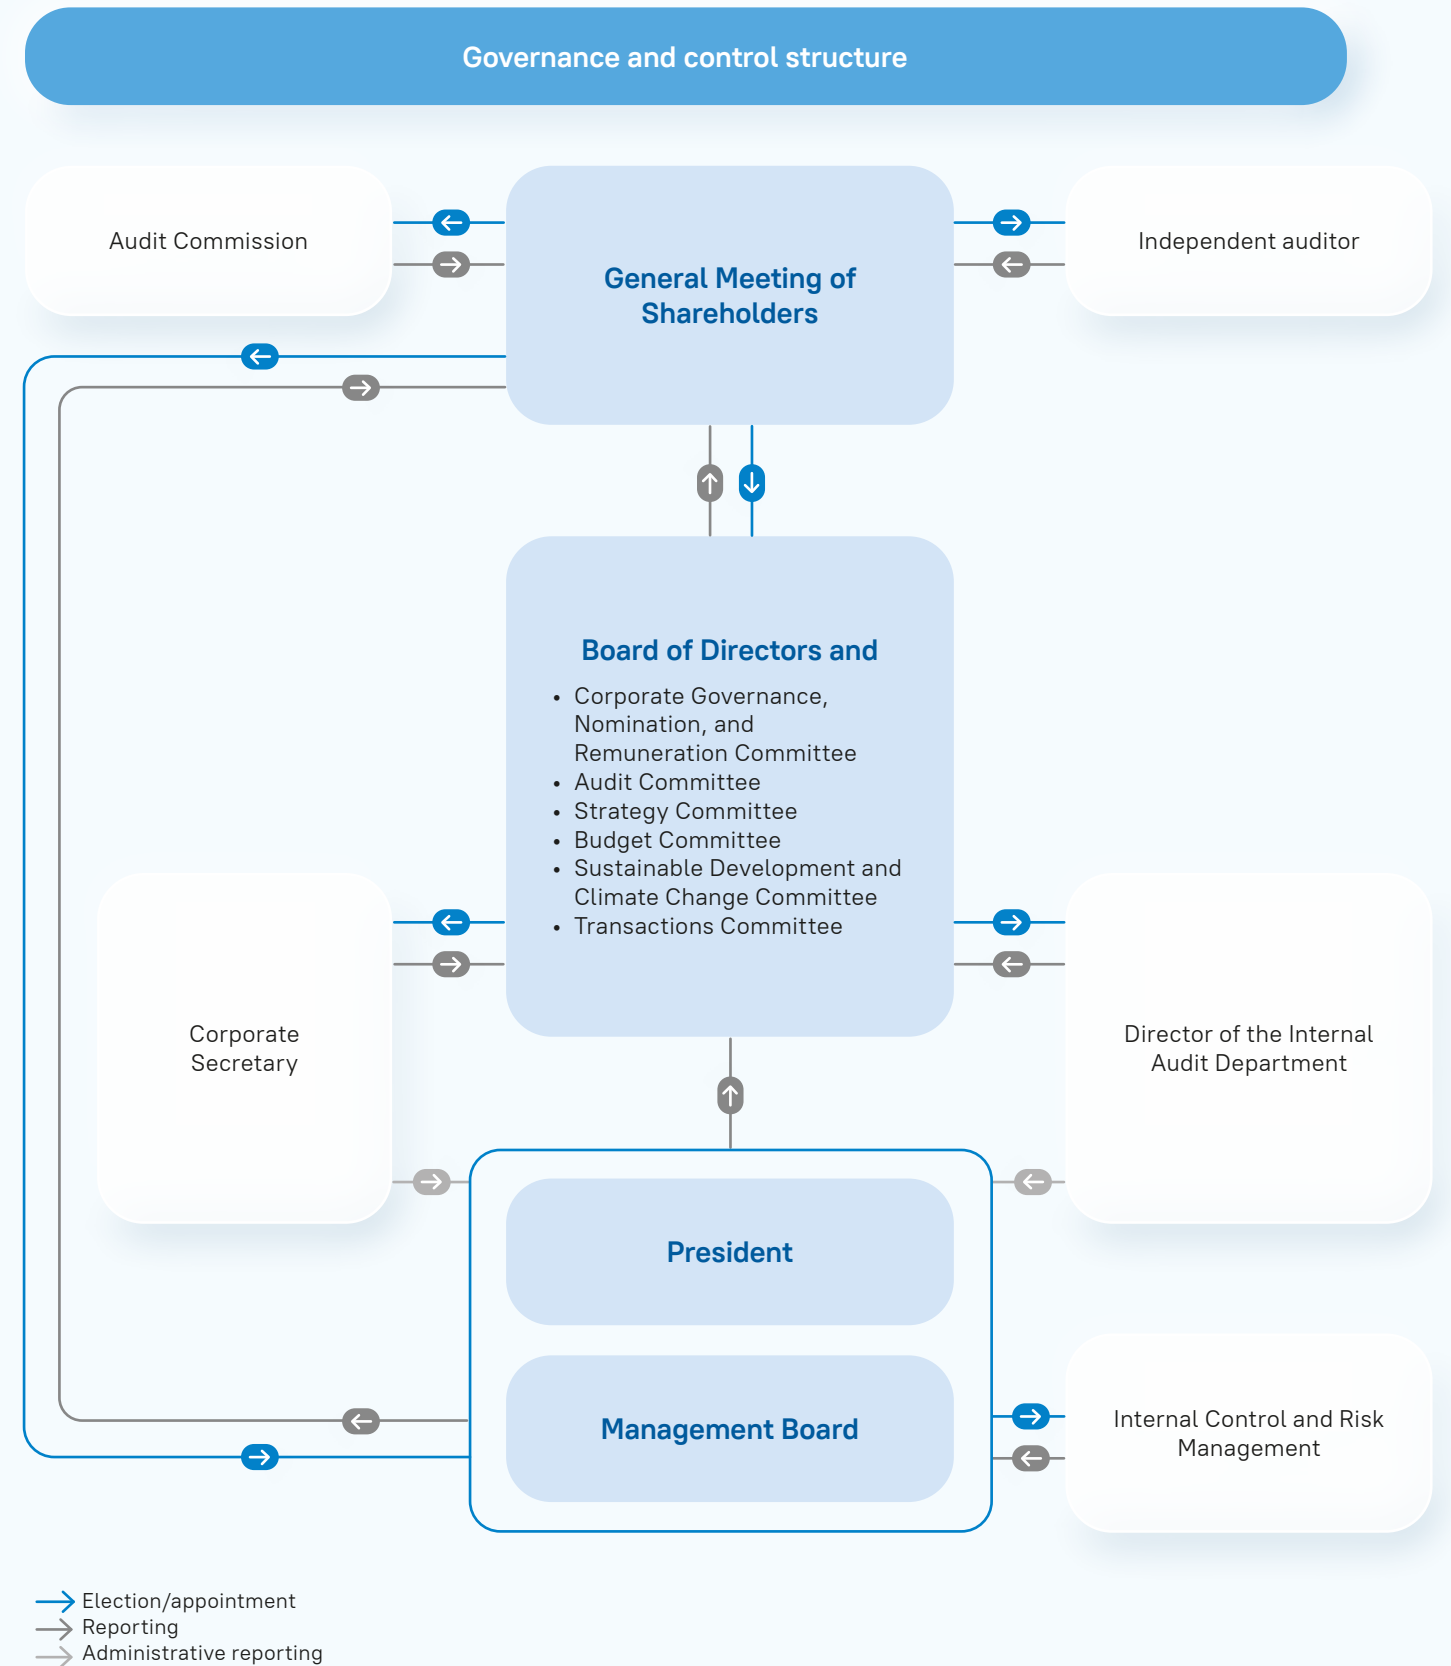 Governance and control structure
Audit Commission
General Meeting of
Shareholders
Independent auditor
Board of Directors and
• Corporate Governance,
Nomination, and
Remuneration Committee
• Audit Committee
• Strategy Committee
• Budget Committee
• Sustainable Development and
Climate Change Committee
• Transactions Committee
Corporate
Secretary
Director of the Internal
Audit Department
President
Management Board
Internal Control and Risk
Management
Election/appointment
Reporting
Administrative reporting